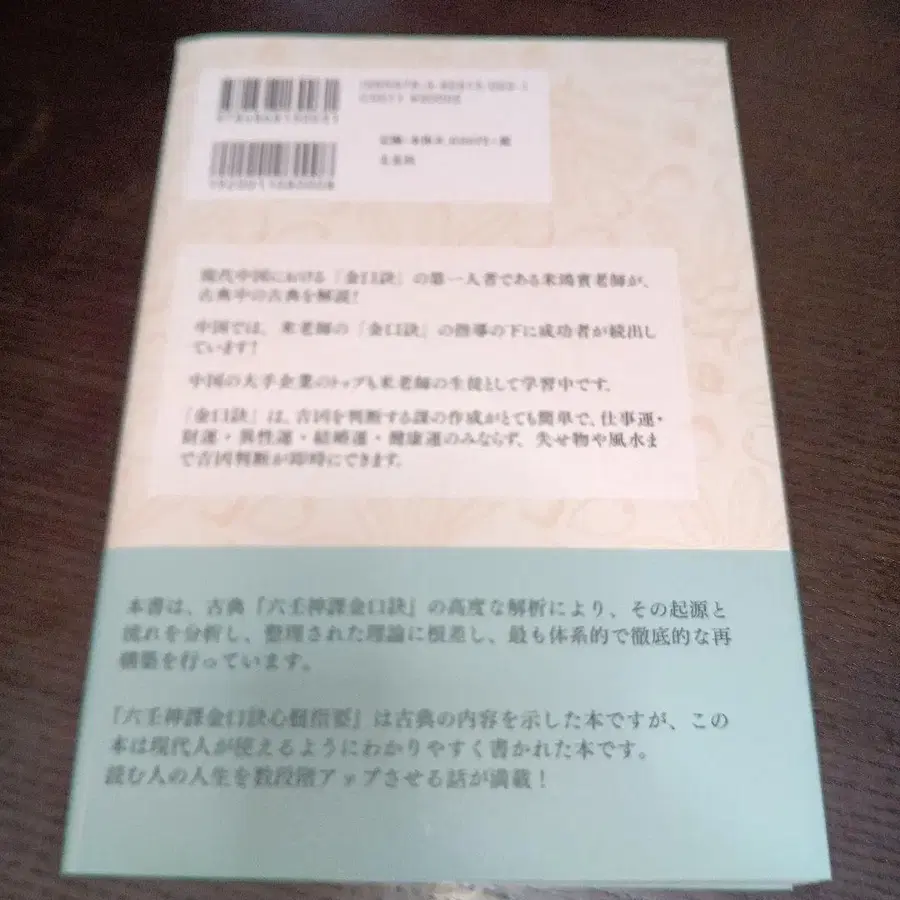 現代中国における「金口訣」の第一人者である米鴻賓老師が、
古典中の古典を解説！
中国では、米老師の「金口訣」の指導の下に成功者が続出し
ています！
中国の大手企業のトップも米老師の生徒として学習中です。
「金口訣」は、吉凶を判断する課の作成がとても簡単で、仕事運・
財運・異性運・結婚運・健康運のみならず、失せ物や風水ま
で吉凶判断が即時にできます。
本書は、古典『六壬神課金口訣』の高度な解析により、その起源と
流れを分析し、整理された理論に根差し、最も体系的で徹底的な再
構築を行っています。
『六壬神課金口訣心髄指要』は古典の内容を示した本ですが、この
本は現代人が使えるようにわかりやすく書かれた本です。
読む人の人生を数段階アップさせる話が満載！